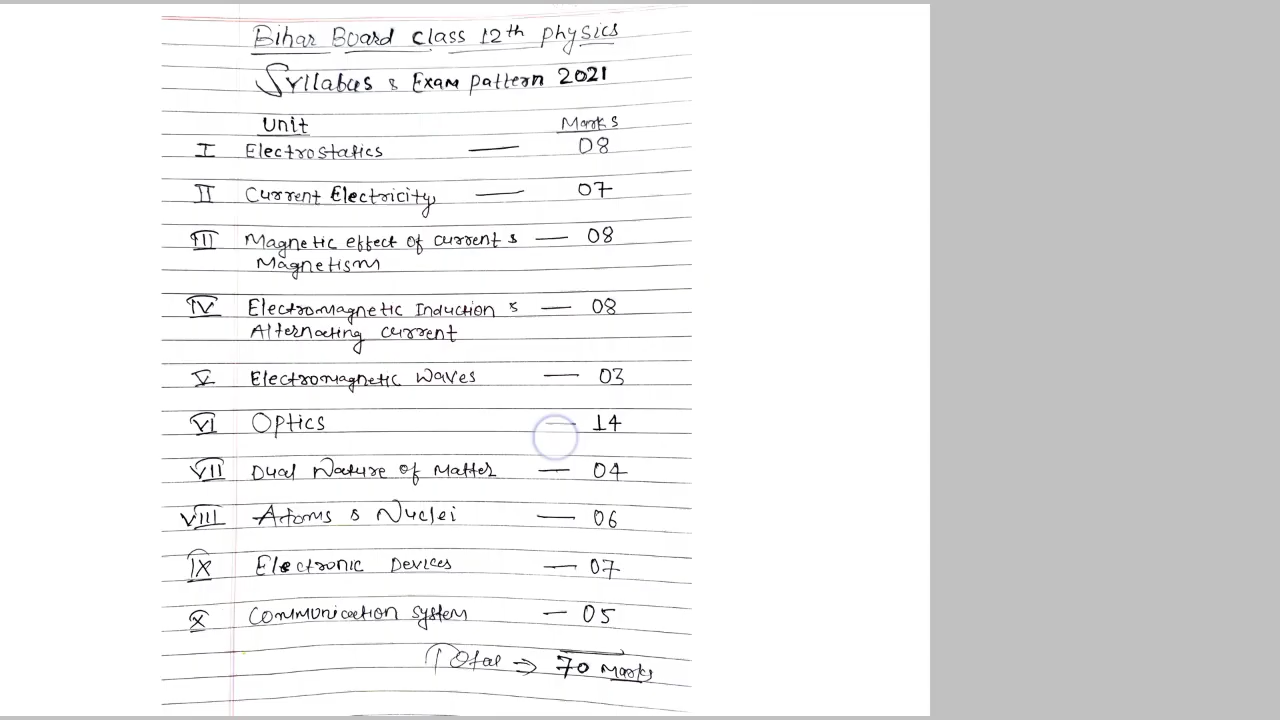 Bihar Board Class 12th Physics
Syllabus & Exam Pattern 2021
Unit Marks
I Electrostatics — 08
II Current Electricity — 07
III Magnetic effect of current & — 08
Magnetism
IV Electromagnetic Induction & — 08
Alternating current
V Electromagnetic Waves — 03
VI Optics — 14
VII Dual Nature of Matter — 04
VIII Atoms & Nuclei — 06
IX Electronic Devices — 07
X Communication system — 05
Total ⇒ 70 Marks